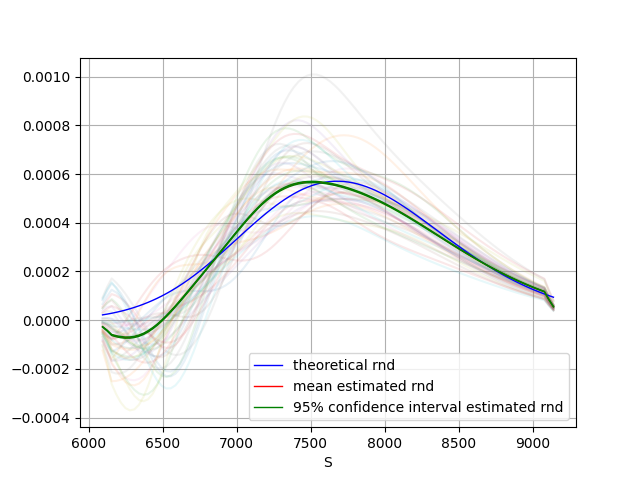 0.0010
0.0008
0.0006
0.0004
0.0002
0.0000
−0.0002
−0.0004
theoretical rnd
mean estimated rnd
95% confidence interval estimated rnd
6000 6500 7000 7500 8000 8500 9000
S